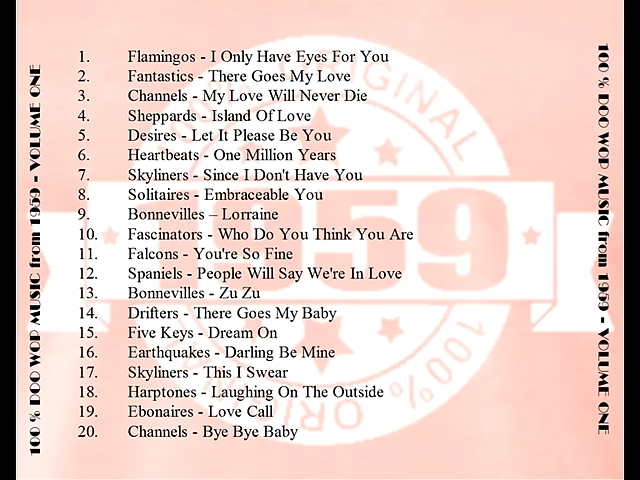 100 % DOO WOP MUSIC from 1959 - VOLUME ONE
1. Flamingos - I Only Have Eyes For You
2. Fantastics - There Goes My Love
3. Channels - My Love Will Never Die
4. Sheppards - Island Of Love
5. Desires - Let It Please Be You
6. Heartbeats - One Million Years
7. Skyliners - Since I Don't Have You
8. Solitaires - Embraceable You
9. Bonnevilles – Lorraine
10. Fascinators - Who Do You Think You Are
11. Falcons - You're So Fine
12. Spaniels - People Will Say We're In Love
13. Bonnevilles - Zu Zu
14. Drifters - There Goes My Baby
15. Five Keys - Dream On
16. Earthquakes - Darling Be Mine
17. Skyliners - This I Swear
18. Harptones - Laughing On The Outside
19. Ebonaires - Love Call
20. Channels - Bye Bye Baby
100 % DOO WOP MUSIC from 1959 - VOLUME ONE
ORIGINAL
1959
100%